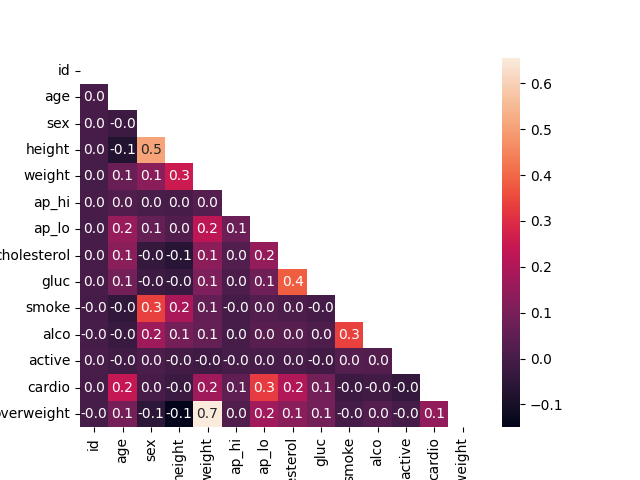 id
age 0.0
sex 0.0 -0.0
height 0.0 -0.1 0.5
weight 0.0 0.1 0.1 0.3
ap_hi 0.0 0.0 0.0 0.0 0.0
ap_lo 0.0 0.2 0.1 0.0 0.2 0.1
cholesterol 0.0 0.1 -0.0 -0.1 0.1 0.0 0.2
gluc 0.0 0.1 -0.0 -0.0 0.1 0.0 0.1 0.4
smoke -0.0 -0.0 0.3 0.2 0.1 -0.0 0.0 0.0 -0.0
alco -0.0 -0.0 0.2 0.1 0.1 0.0 0.0 0.0 0.0 0.3
active 0.0 -0.0 0.0 -0.0 -0.0 -0.0 -0.0 0.0 -0.0 0.0 0.0
cardio 0.0 0.2 0.0 -0.0 0.2 0.1 0.3 0.2 0.1 -0.0 -0.0 -0.0
overweight -0.0 0.1 -0.1 -0.1 0.7 0.0 0.2 0.1 0.1 -0.0 0.0 -0.0 0.1
id age sex height weight ap_hi ap_lo esterol gluc smoke alco active cardio weight
0.6
0.5
0.4
0.3
0.2
0.1
0.0
−0.1